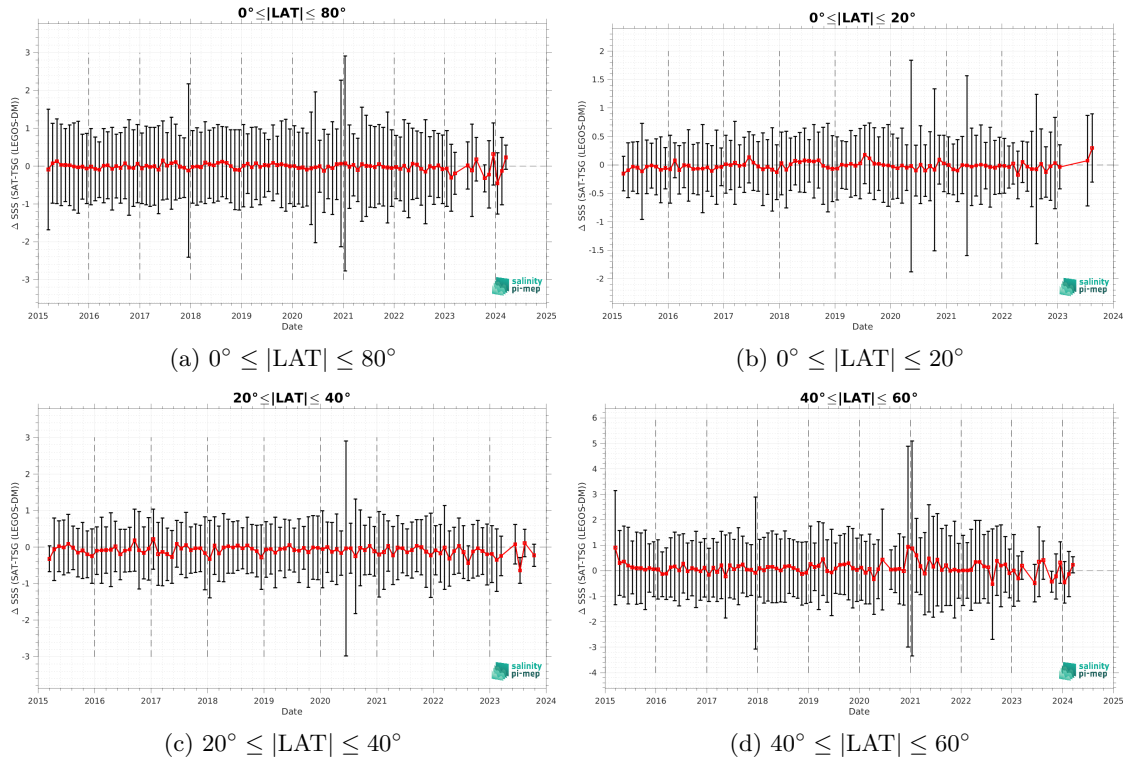 0°≤|LAT|≤ 80°
Δ SSS (SAT-TSG (LEGOS-DM))
3
2
1
0
-1
-2
-3
2015 2016 2017 2018 2019 2020 2021 2022 2023 2024 2025
Date
salinity
pi-mep
(a) 0° ≤ |LAT| ≤ 80°
0°≤|LAT|≤ 20°
Δ SSS (SAT-TSG (LEGOS-DM))
2
1.5
1
0.5
0
-0.5
-1
-1.5
-2
2015 2016 2017 2018 2019 2020 2021 2022 2023 2024
Date
salinity
pi-mep
(b) 0° ≤ |LAT| ≤ 20°
20°≤|LAT|≤ 40°
Δ SSS (SAT-TSG (LEGOS-DM))
3
2
1
0
-1
-2
-3
2015 2016 2017 2018 2019 2020 2021 2022 2023 2024
Date
salinity
pi-mep
(c) 20° ≤ |LAT| ≤ 40°
40°≤|LAT|≤ 60°
Δ SSS (SAT-TSG (LEGOS-DM))
6
5
4
3
2
1
0
-1
-2
-3
-4
2015 2016 2017 2018 2019 2020 2021 2022 2023 2024 2025
Date
salinity
pi-mep
(d) 40° ≤ |LAT| ≤ 60°